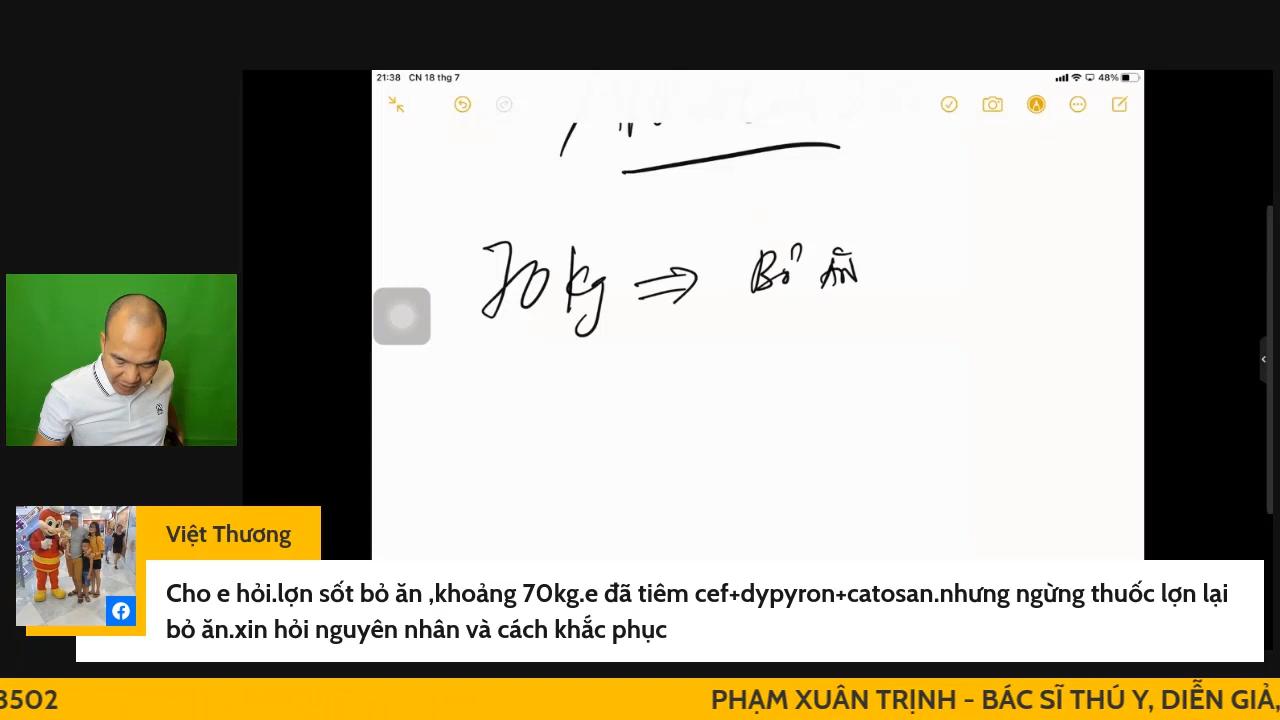 21:38 CN 18 thg 7
48%
70kg ⇒ Bỏ ĂN
Việt Thương
Cho e hỏi.lợn sốt bỏ ăn ,khoảng 70kg.e đã tiêm cef+dypyron+catosan.nhưng ngừng thuốc lợn lại
bỏ ăn.xin hỏi nguyên nhân và cách khắc phục
3502
PHẠM XUÂN TRỊNH - BÁC SĨ THÚ Y, DIỄN GIẢ,